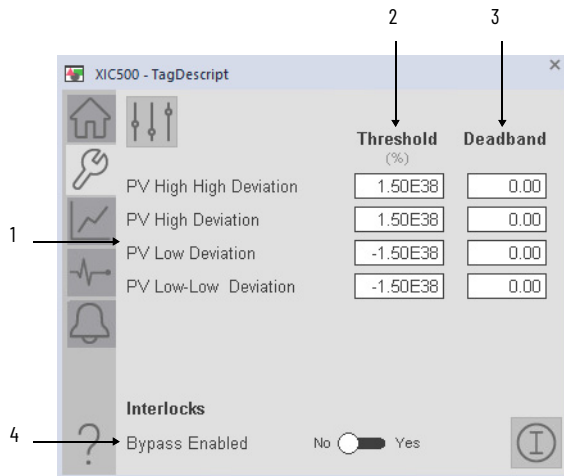 2 3
XIC500 - TagDescript ×
Threshold Deadband
(%)
PV High High Deviation 1.50E38 0.00
PV High Deviation 1.50E38 0.00
1
PV Low Deviation -1.50E38 0.00
PV Low-Low Deviation -1.50E38 0.00
Interlocks
4 ? Bypass Enabled No Yes I